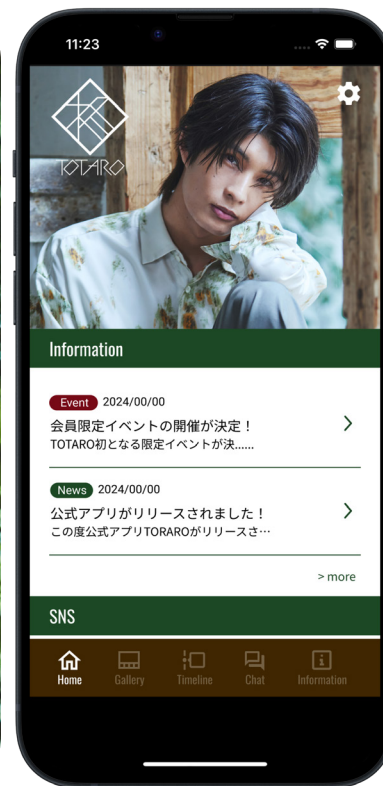 11:23
TOTARO
Information
Event 2024/00/00
会員限定イベントの開催が決定！
TOTARO初となる限定イベントが決......
News 2024/00/00
公式アプリがリリースされました！
この度公式アプリTORAROがリリースさ…
> more
SNS
Home Gallery Timeline Chat Information